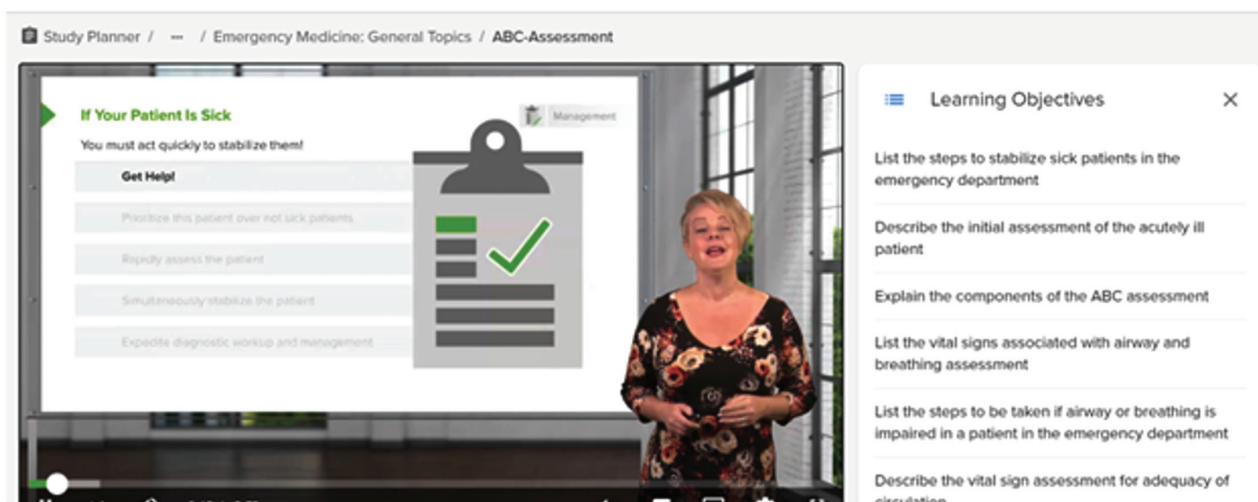 Study Planner / ··· / Emergency Medicine: General Topics / ABC-Assessment
If Your Patient Is Sick
Management
You must act quickly to stabilize them!
Get Help!
Prioritize this patient over not sick patients
Rapidly assess the patient
Simultaneously stabilize the patient
Expedite diagnostic workup and management
Learning Objectives
List the steps to stabilize sick patients in the
emergency department
Describe the initial assessment of the acutely ill
patient
Explain the components of the ABC assessment
List the vital signs associated with airway and
breathing assessment
List the steps to be taken if airway or breathing is
impaired in a patient in the emergency department
Describe the vital sign assessment for adequacy of
circulation